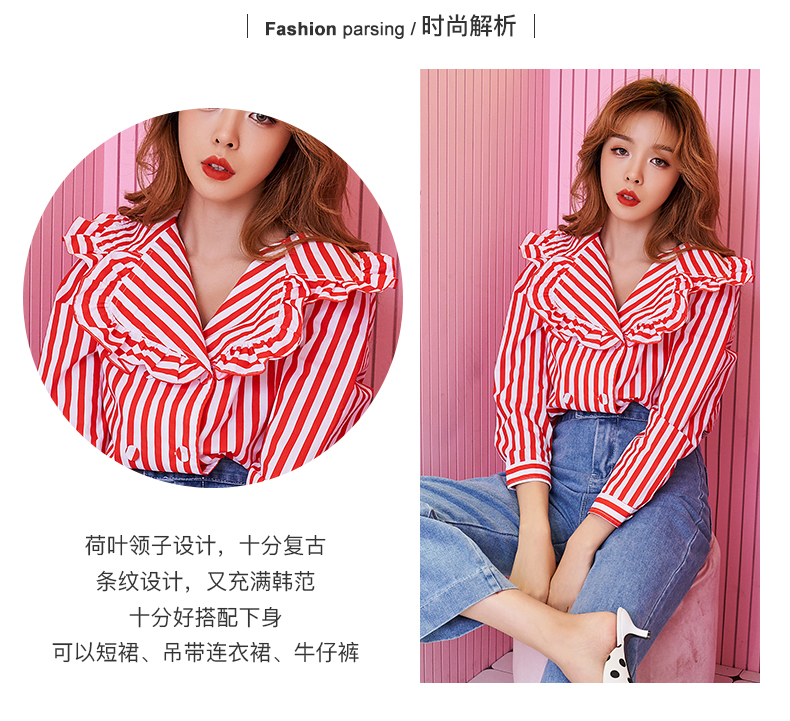 Fashion parsing / 时尚解析
荷叶领子设计，十分复古
条纹设计，又充满韩范
十分好搭配下身
可以短裙、吊带连衣裙、牛仔裤